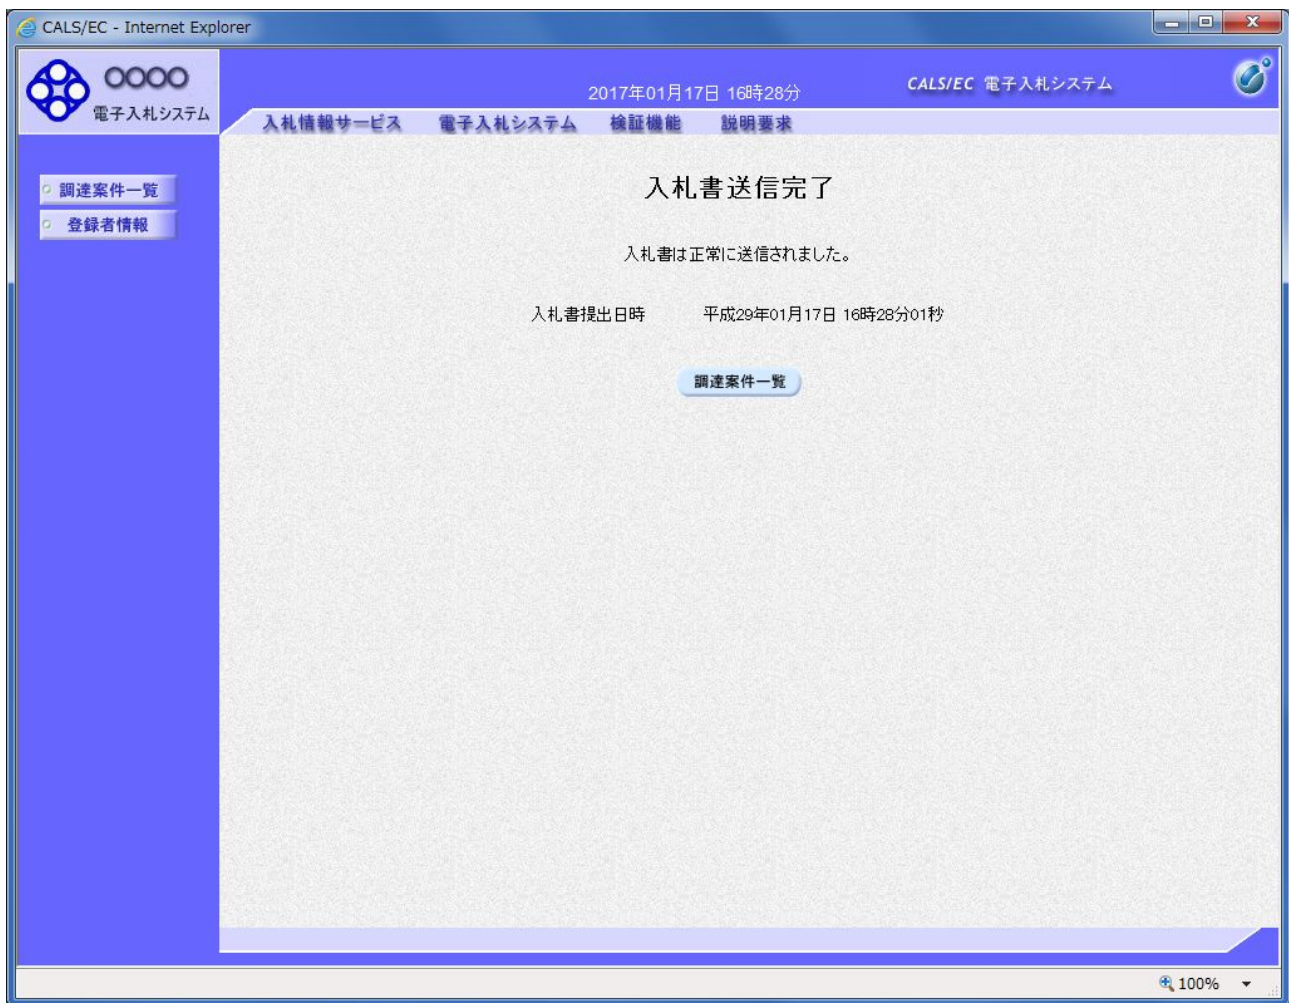 CALS/EC - Internet Explorer
○○○○
電子入札システム
2017年01月17日 16時28分
CALS/EC 電子入札システム
入札情報サービス 電子入札システム 検証機能 説明要求
調達案件一覧
登録者情報
入札書送信完了
入札書は正常に送信されました。
入札書提出日時 平成29年01月17日 16時28分01秒
調達案件一覧
100%